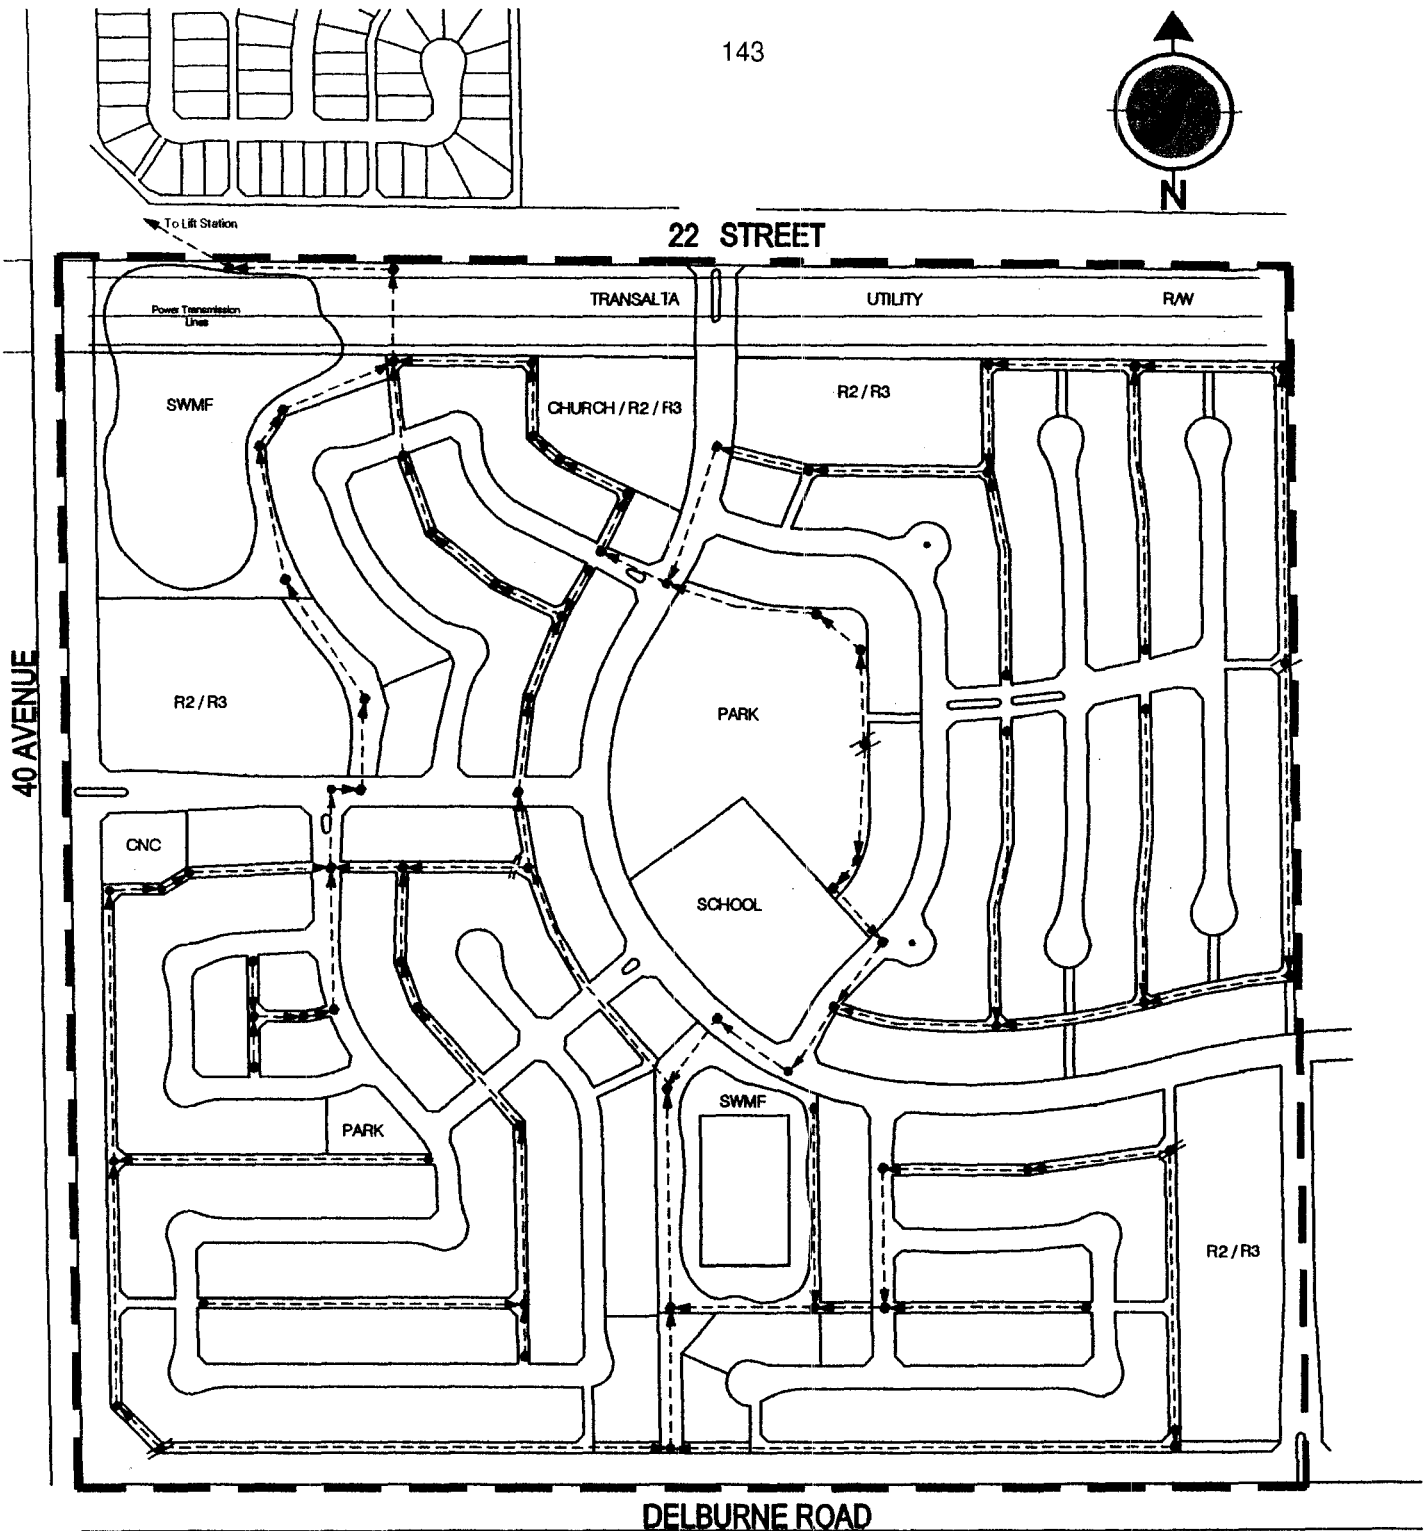 143
N
To Lift Station
22 STREET
TRANSALTA UTILITY R/W
Power Transmission
Lines
SWMF
CHURCH / R2 / R3
R2 / R3
R2 / R3
PARK
40 AVENUE
CNC
SCHOOL
SWMF
PARK
R2 / R3
DELBURNE ROAD